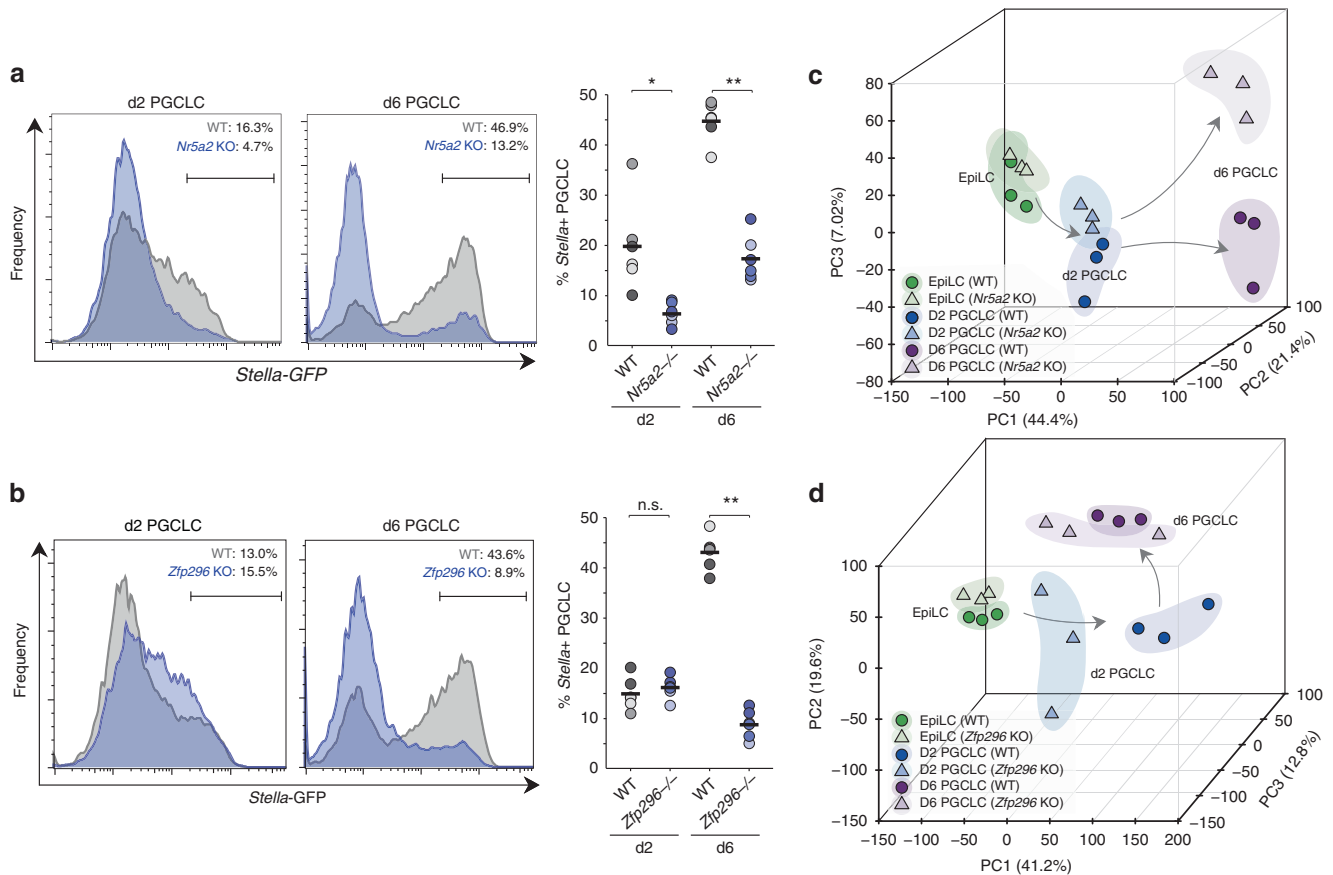 a
d2 PGCLC
WT: 16.3%
Nr5a2 KO: 4.7%
d6 PGCLC
WT: 46.9%
Nr5a2 KO: 13.2%
Frequency
Stella-GFP
% Stella+ PGCLC
50
40
30
20
10
0
*
**
WT
Nr5a2–/–
WT
Nr5a2–/–
d2
d6
c
PC3 (7.02%)
80
60
40
20
0
–20
–40
–60
–80
EpiLC
d2 PGCLC
d6 PGCLC
EpiLC (WT)
EpiLC (Nr5a2 KO)
D2 PGCLC (WT)
D2 PGCLC (Nr5a2 KO)
D6 PGCLC (WT)
D6 PGCLC (Nr5a2 KO)
–150
–100
–50
0
50
100
PC1 (44.4%)
–100
–50
0
50
100
PC2 (21.4%)
b
d2 PGCLC
WT: 13.0%
Zfp296 KO: 15.5%
d6 PGCLC
WT: 43.6%
Zfp296 KO: 8.9%
Frequency
Stella-GFP
% Stella+ PGCLC
50
40
30
20
10
0
n.s.
**
WT
Zfp296–/–
WT
Zfp296–/–
d2
d6
d
PC2 (19.6%)
100
50
0
–50
–100
–150
EpiLC
d2 PGCLC
d6 PGCLC
EpiLC (WT)
EpiLC (Zfp296 KO)
D2 PGCLC (WT)
D2 PGCLC (Zfp296 KO)
D6 PGCLC (WT)
D6 PGCLC (Zfp296 KO)
–150
–100
–50
0
50
100
150
200
PC1 (41.2%)
–150
–100
–50
0
50
100
PC3 (12.8%)